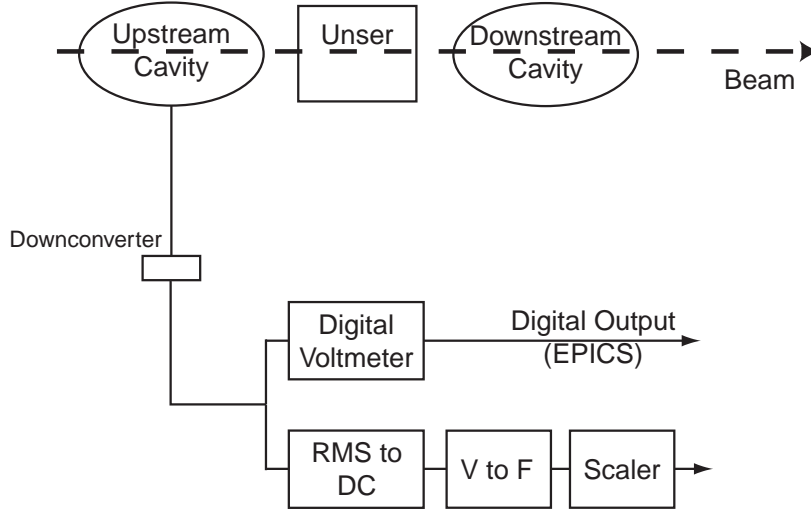 Upstream
Cavity
Unser
Downstream
Cavity
Beam
Downconverter
Digital
Voltmeter
Digital Output
(EPICS)
RMS to
DC
V to F
Scaler